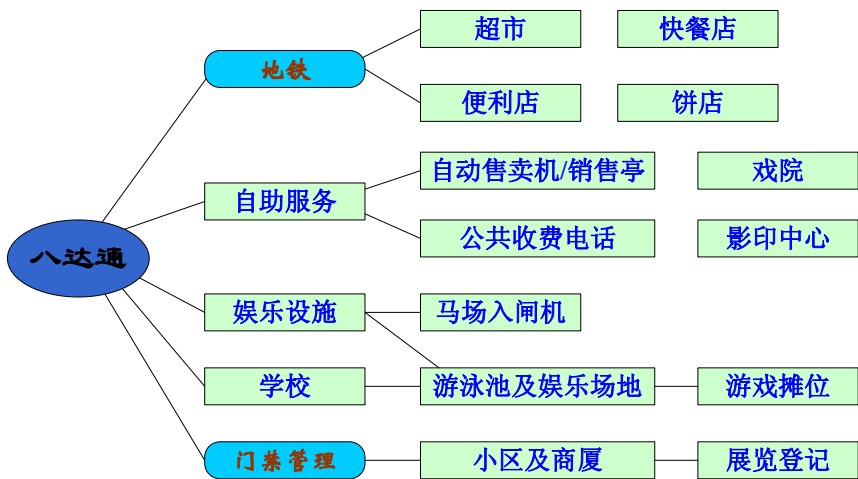 超市
快餐店
地铁
便利店
饼店
自动售卖机/销售亭
戏院
自助服务
公共收费电话
影印中心
八达通
娱乐设施
马场入闸机
学校
游泳池及娱乐场地
游戏摊位
门禁管理
小区及商厦
展览登记